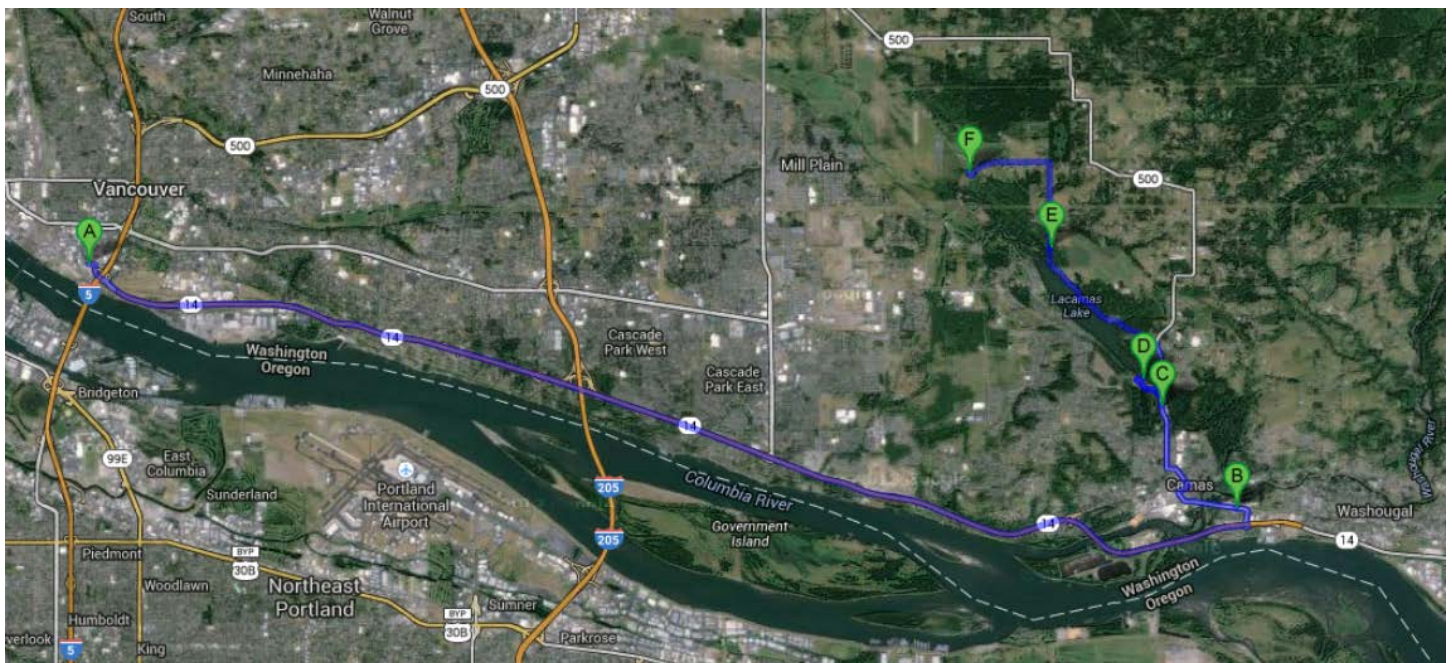 South
Walnut
Grove
500
Minnehaha
500
500
F
Mill Plain
500
Vancouver
A
E
5
14
14
Lacamas
Lake
Cascade
Park West
Washington
Oregon
D
Cascade
Park East
C
Bridgeton
14
99E
East
Columbia
Sunderland
Portland
International
Airport
205
Columbia River
B
Camas
Washougal
Washougal River
Government
Island
14
14
205
Piedmont
BYP
30B
Woodlawn
Northeast
Portland
Washington
Oregon
Humboldt
Sumner
BYP
30B
Parkrose
verlook
5
King